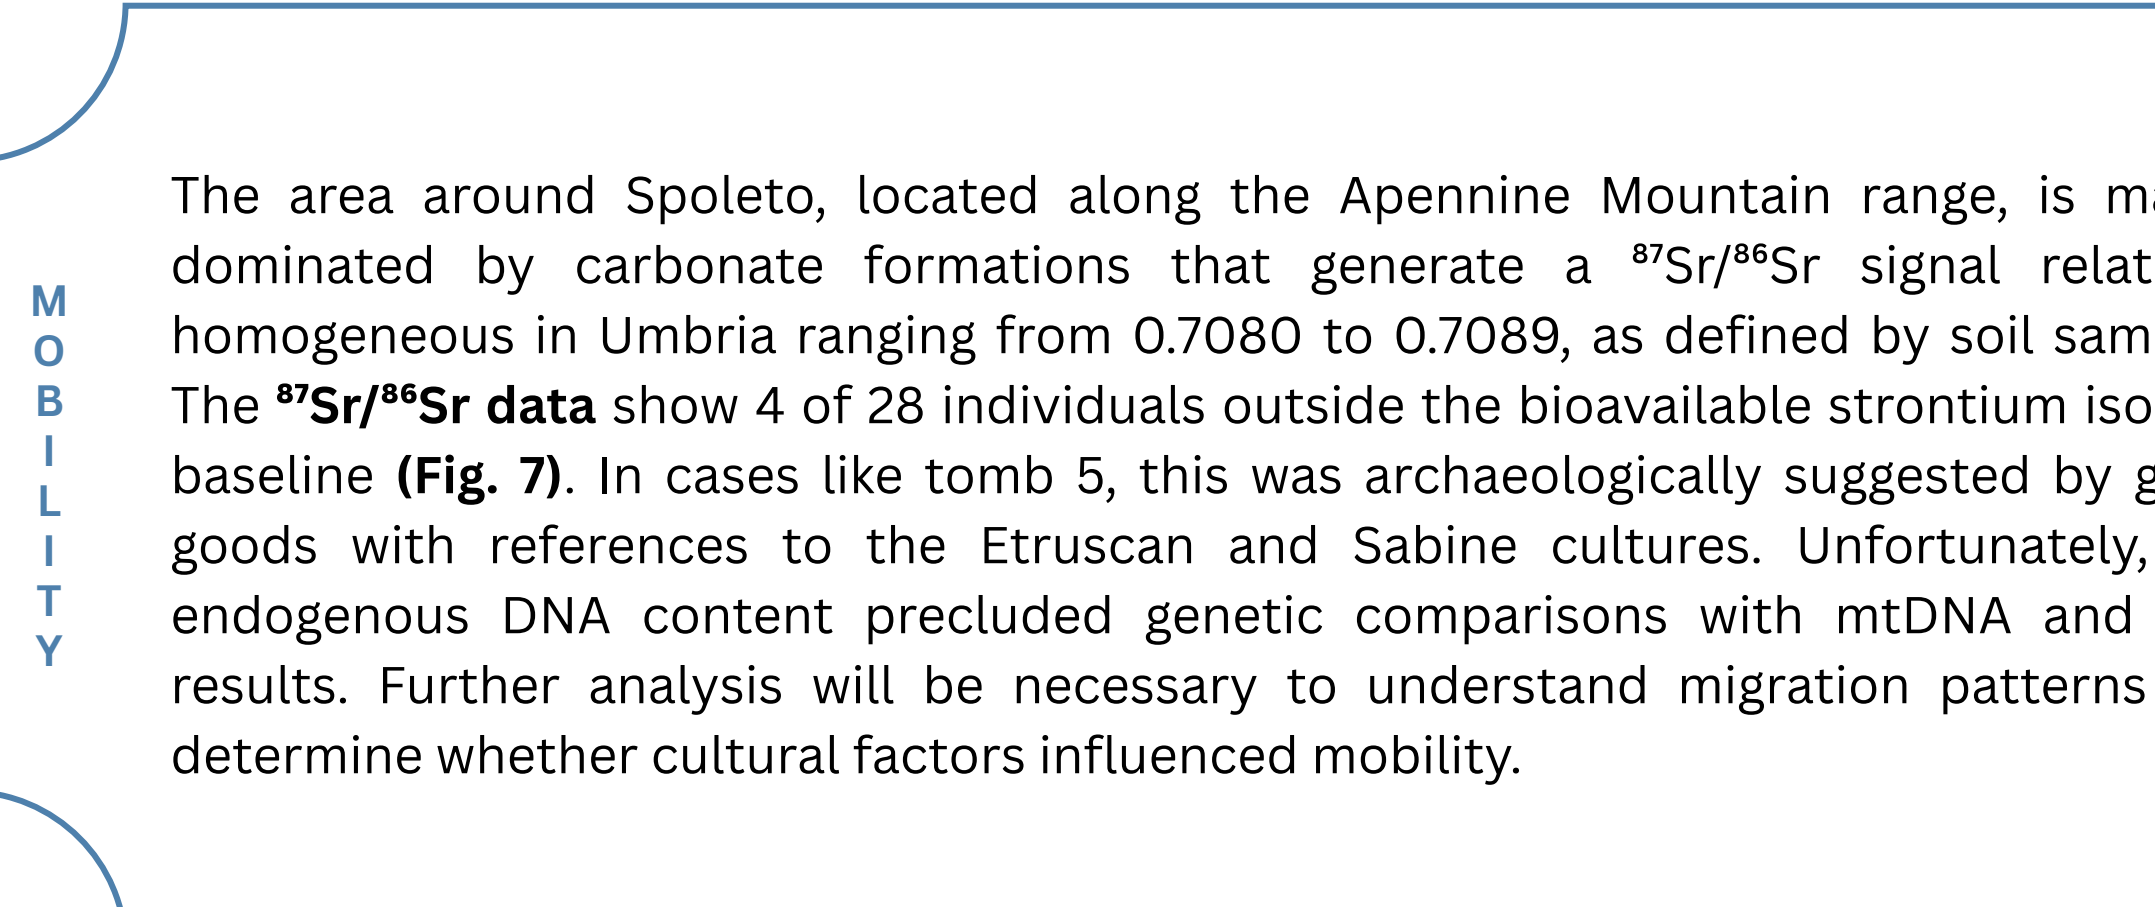 MOBILITY
The area around Spoleto, located along the Apennine Mountain range, is
dominated by carbonate formations that generate a ⁸⁷Sr/⁸⁶Sr signal
homogeneous in Umbria ranging from 0.7080 to 0.7089, as defined by soil
The ⁸⁷Sr/⁸⁶Sr data show 4 of 28 individuals outside the bioavailable strontium
baseline (Fig. 7). In cases like tomb 5, this was archaeologically suggested by
goods with references to the Etruscan and Sabine cultures. Unfortunately,
endogenous DNA content precluded genetic comparisons with mtDNA and
results. Further analysis will be necessary to understand migration patterns
determine whether cultural factors influenced mobility.